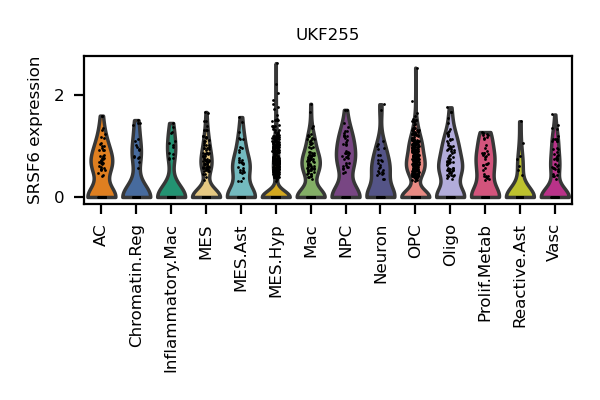 UKF255
SRSF6 expression
2
0
AC
Chromatin.Reg
Inflammatory.Mac
MES
MES.Ast
MES.Hyp
Mac
NPC
Neuron
OPC
Oligo
Prolif.Metab
Reactive.Ast
Vasc